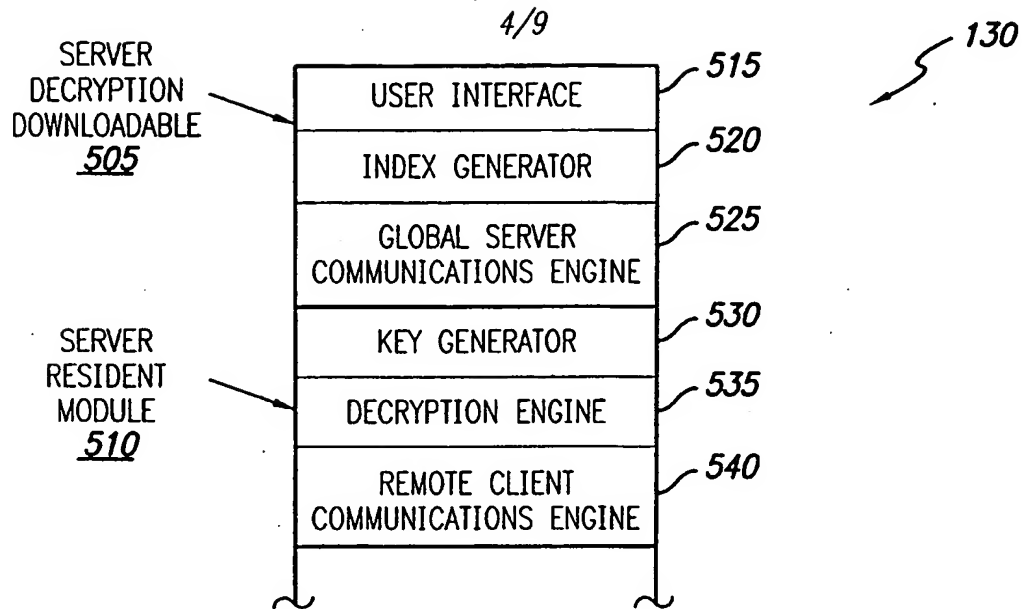 4/9
130
SERVER
DECRYPTION
DOWNLOADABLE
505
USER INTERFACE
515
INDEX GENERATOR
520
GLOBAL SERVER
COMMUNICATIONS ENGINE
525
SERVER
RESIDENT
MODULE
510
KEY GENERATOR
530
DECRYPTION ENGINE
535
REMOTE CLIENT
COMMUNICATIONS ENGINE
540